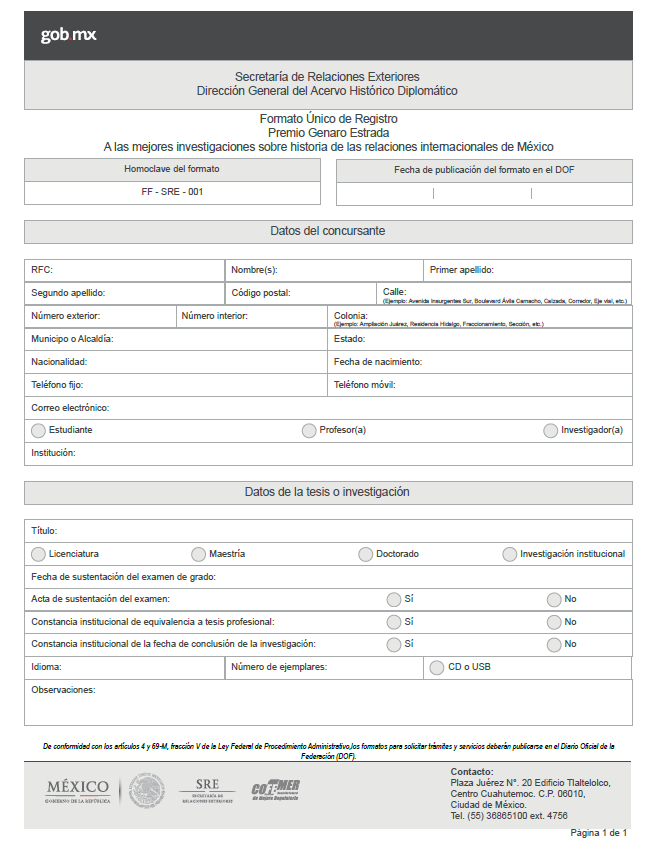 gob.mx
Secretaría de Relaciones Exteriores
Dirección General del Acervo Histórico Diplomático
Formato Único de Registro
Premio Genaro Estrada
A las mejores investigaciones sobre historia de las relaciones internacionales de México
Homoclave del formato
Fecha de publicación del formato en el DOF
FF - SRE - 001
Datos del concursante
RFC:
Nombre(s):
Primer apellido:
Segundo apellido:
Código postal:
Calle:
(Ejemplo: Avenida Insurgentes Sur, Boulevard Ávila Camacho, Calzada, Corredor, Eje vial, etc.)
Número exterior:
Número interior:
Colonia:
(Ejemplo: Ampliación Juárez, Residencia Hidalgo, Fraccionamiento, Sección, etc.)
Municipo o Alcaldía:
Estado:
Nacionalidad:
Fecha de nacimiento:
Teléfono fijo:
Teléfono móvil:
Correo electrónico:
Estudiante
Profesor(a)
Investigador(a)
Institución:
Datos de la tesis o investigación
Título:
Licenciatura
Maestría
Doctorado
Investigación institucional
Fecha de sustentación del examen de grado:
Acta de sustentación del examen:
Sí
No
Constancia institucional de equivalencia a tesis profesional:
Sí
No
Constancia institucional de la fecha de conclusión de la investigación:
Sí
No
Idioma:
Número de ejemplares:
CD o USB
Observaciones:
De conformidad con los artículos 4 y 69-M, fracción V de la Ley Federal de Procedimiento Administrativo,los formatos para solicitar trámites y servicios deberán publicarse en el Diario Oficial de la
Federación (DOF).
MÉXICO
GOBIERNO DE LA REPÚBLICA
SRE
SECRETARÍA DE
RELACIONES EXTERIORES
COFEMER
de Mejora Regulatoria
Contacto:
Plaza Juérez N°. 20 Edificio Tlaltelolco,
Centro Cuahutemoc. C.P. 06010,
Ciudad de México.
Tel. (55) 36865100 ext. 4756
Página 1 de 1